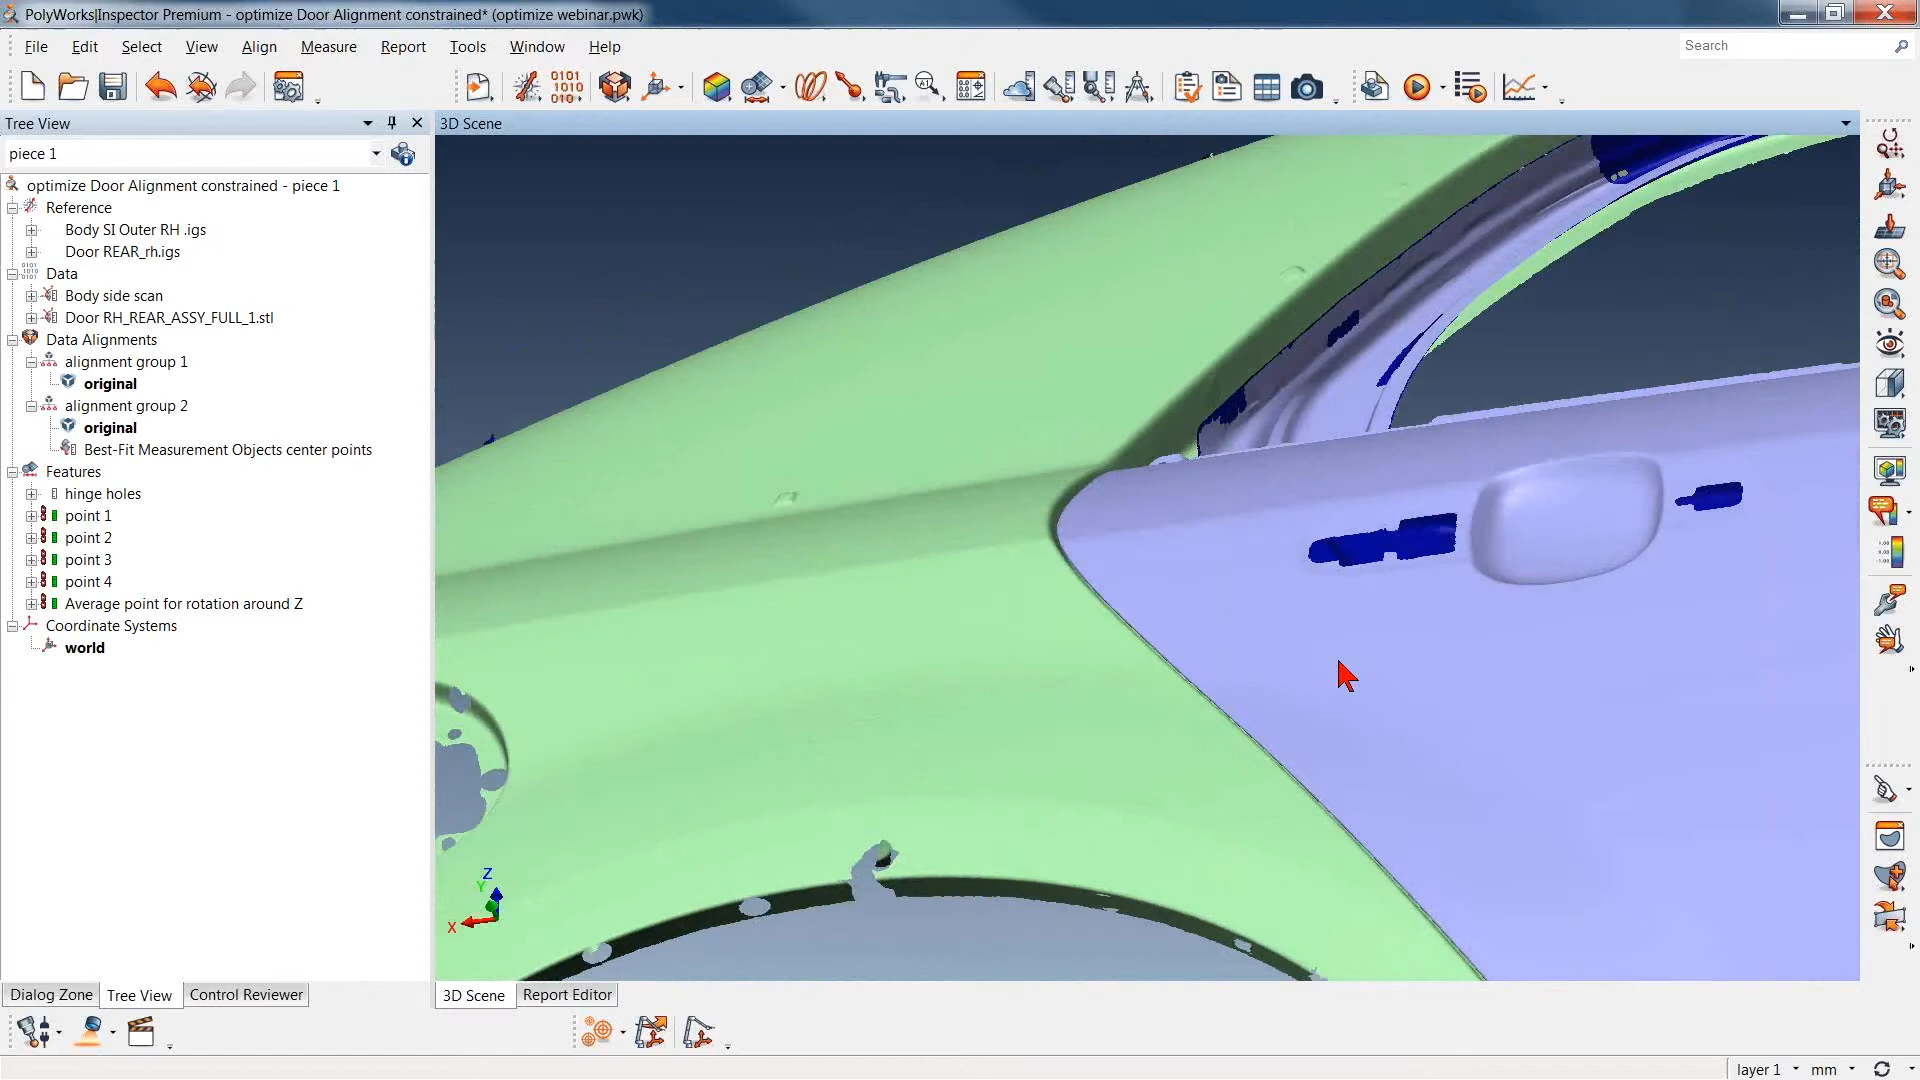 PolyWorks|Inspector Premium - optimize Door Alignment constrained* (optimize webinar.pwk)
File Edit Select View Align Measure Report Tools Window Help
Search
Tree View
3D Scene
piece 1
optimize Door Alignment constrained - piece 1
Reference
Body SI Outer RH .igs
Door REAR_rh.igs
Data
Body side scan
Door RH_REAR_ASSY_FULL_1.stl
Data Alignments
alignment group 1
original
alignment group 2
original
Best-Fit Measurement Objects center points
Features
hinge holes
point 1
point 2
point 3
point 4
Average point for rotation around Z
Coordinate Systems
world
Z
Y
X
Dialog Zone Tree View Control Reviewer
3D Scene Report Editor
layer 1 mm